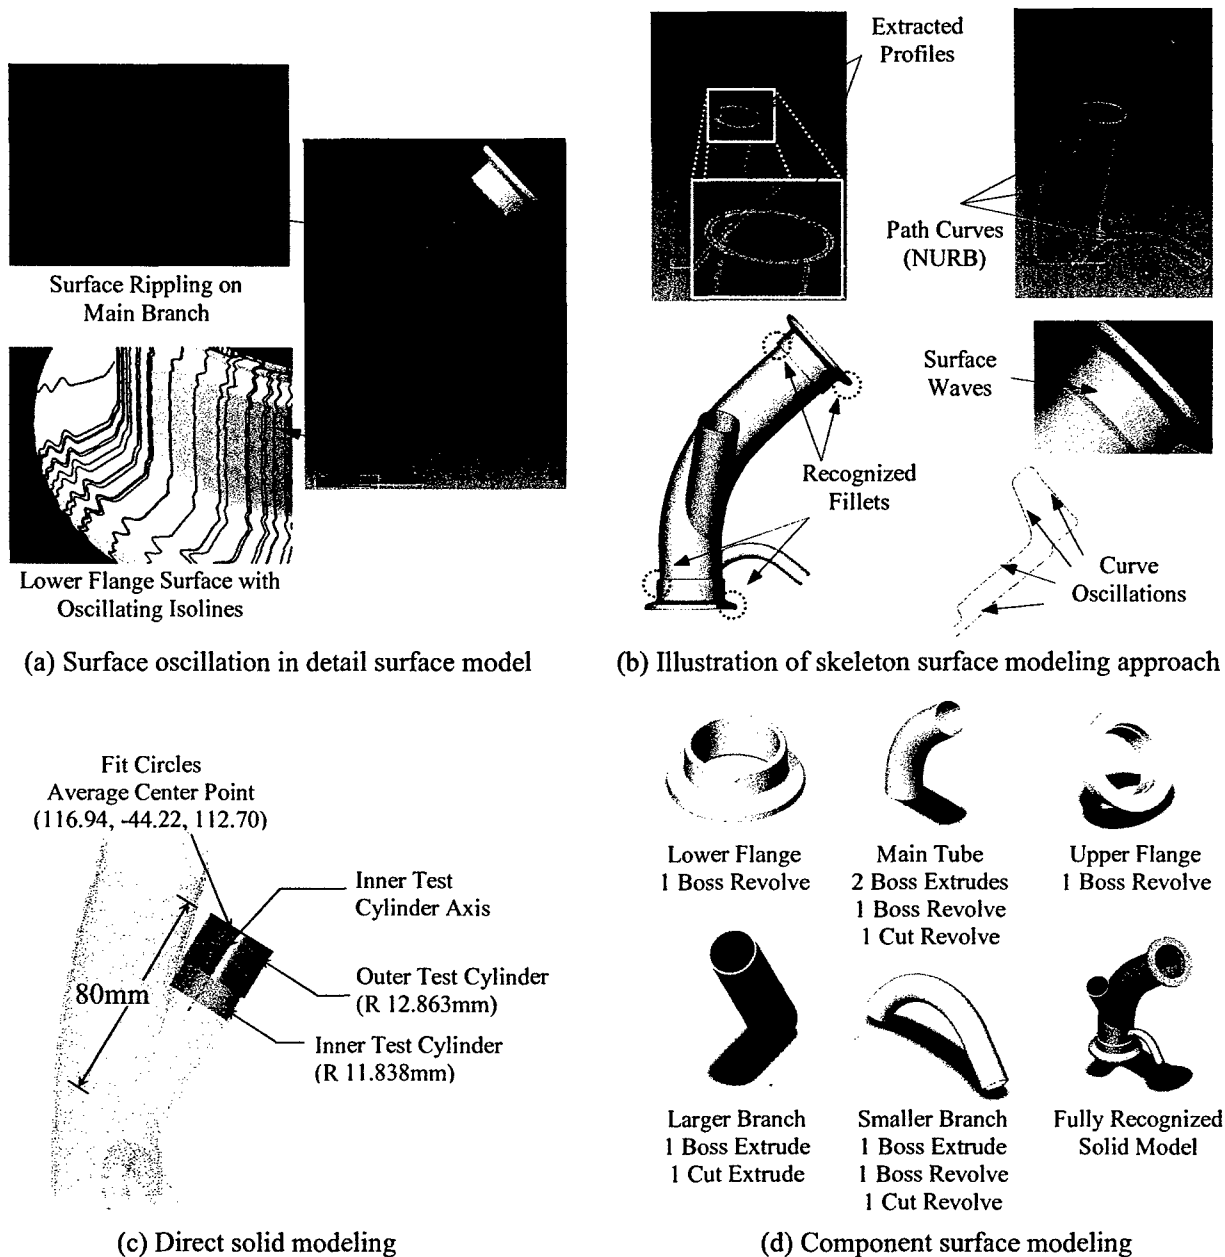 Surface Rippling on
Main Branch
Lower Flange Surface with
Oscillating Isolines
(a) Surface oscillation in detail surface model
Extracted
Profiles
Path Curves
(NURB)
Surface
Waves
Recognized
Fillets
Curve
Oscillations
(b) Illustration of skeleton surface modeling approach
Fit Circles
Average Center Point
(116.94, -44.22, 112.70)
Inner Test
Cylinder Axis
80mm
Outer Test Cylinder
(R 12.863mm)
Inner Test Cylinder
(R 11.838mm)
(c) Direct solid modeling
Lower Flange
1 Boss Revolve
Main Tube
2 Boss Extrudes
1 Boss Revolve
1 Cut Revolve
Upper Flange
1 Boss Revolve
Larger Branch
1 Boss Extrude
1 Cut Extrude
Smaller Branch
1 Boss Extrude
1 Boss Revolve
1 Cut Revolve
Fully Recognized
Solid Model
(d) Component surface modeling